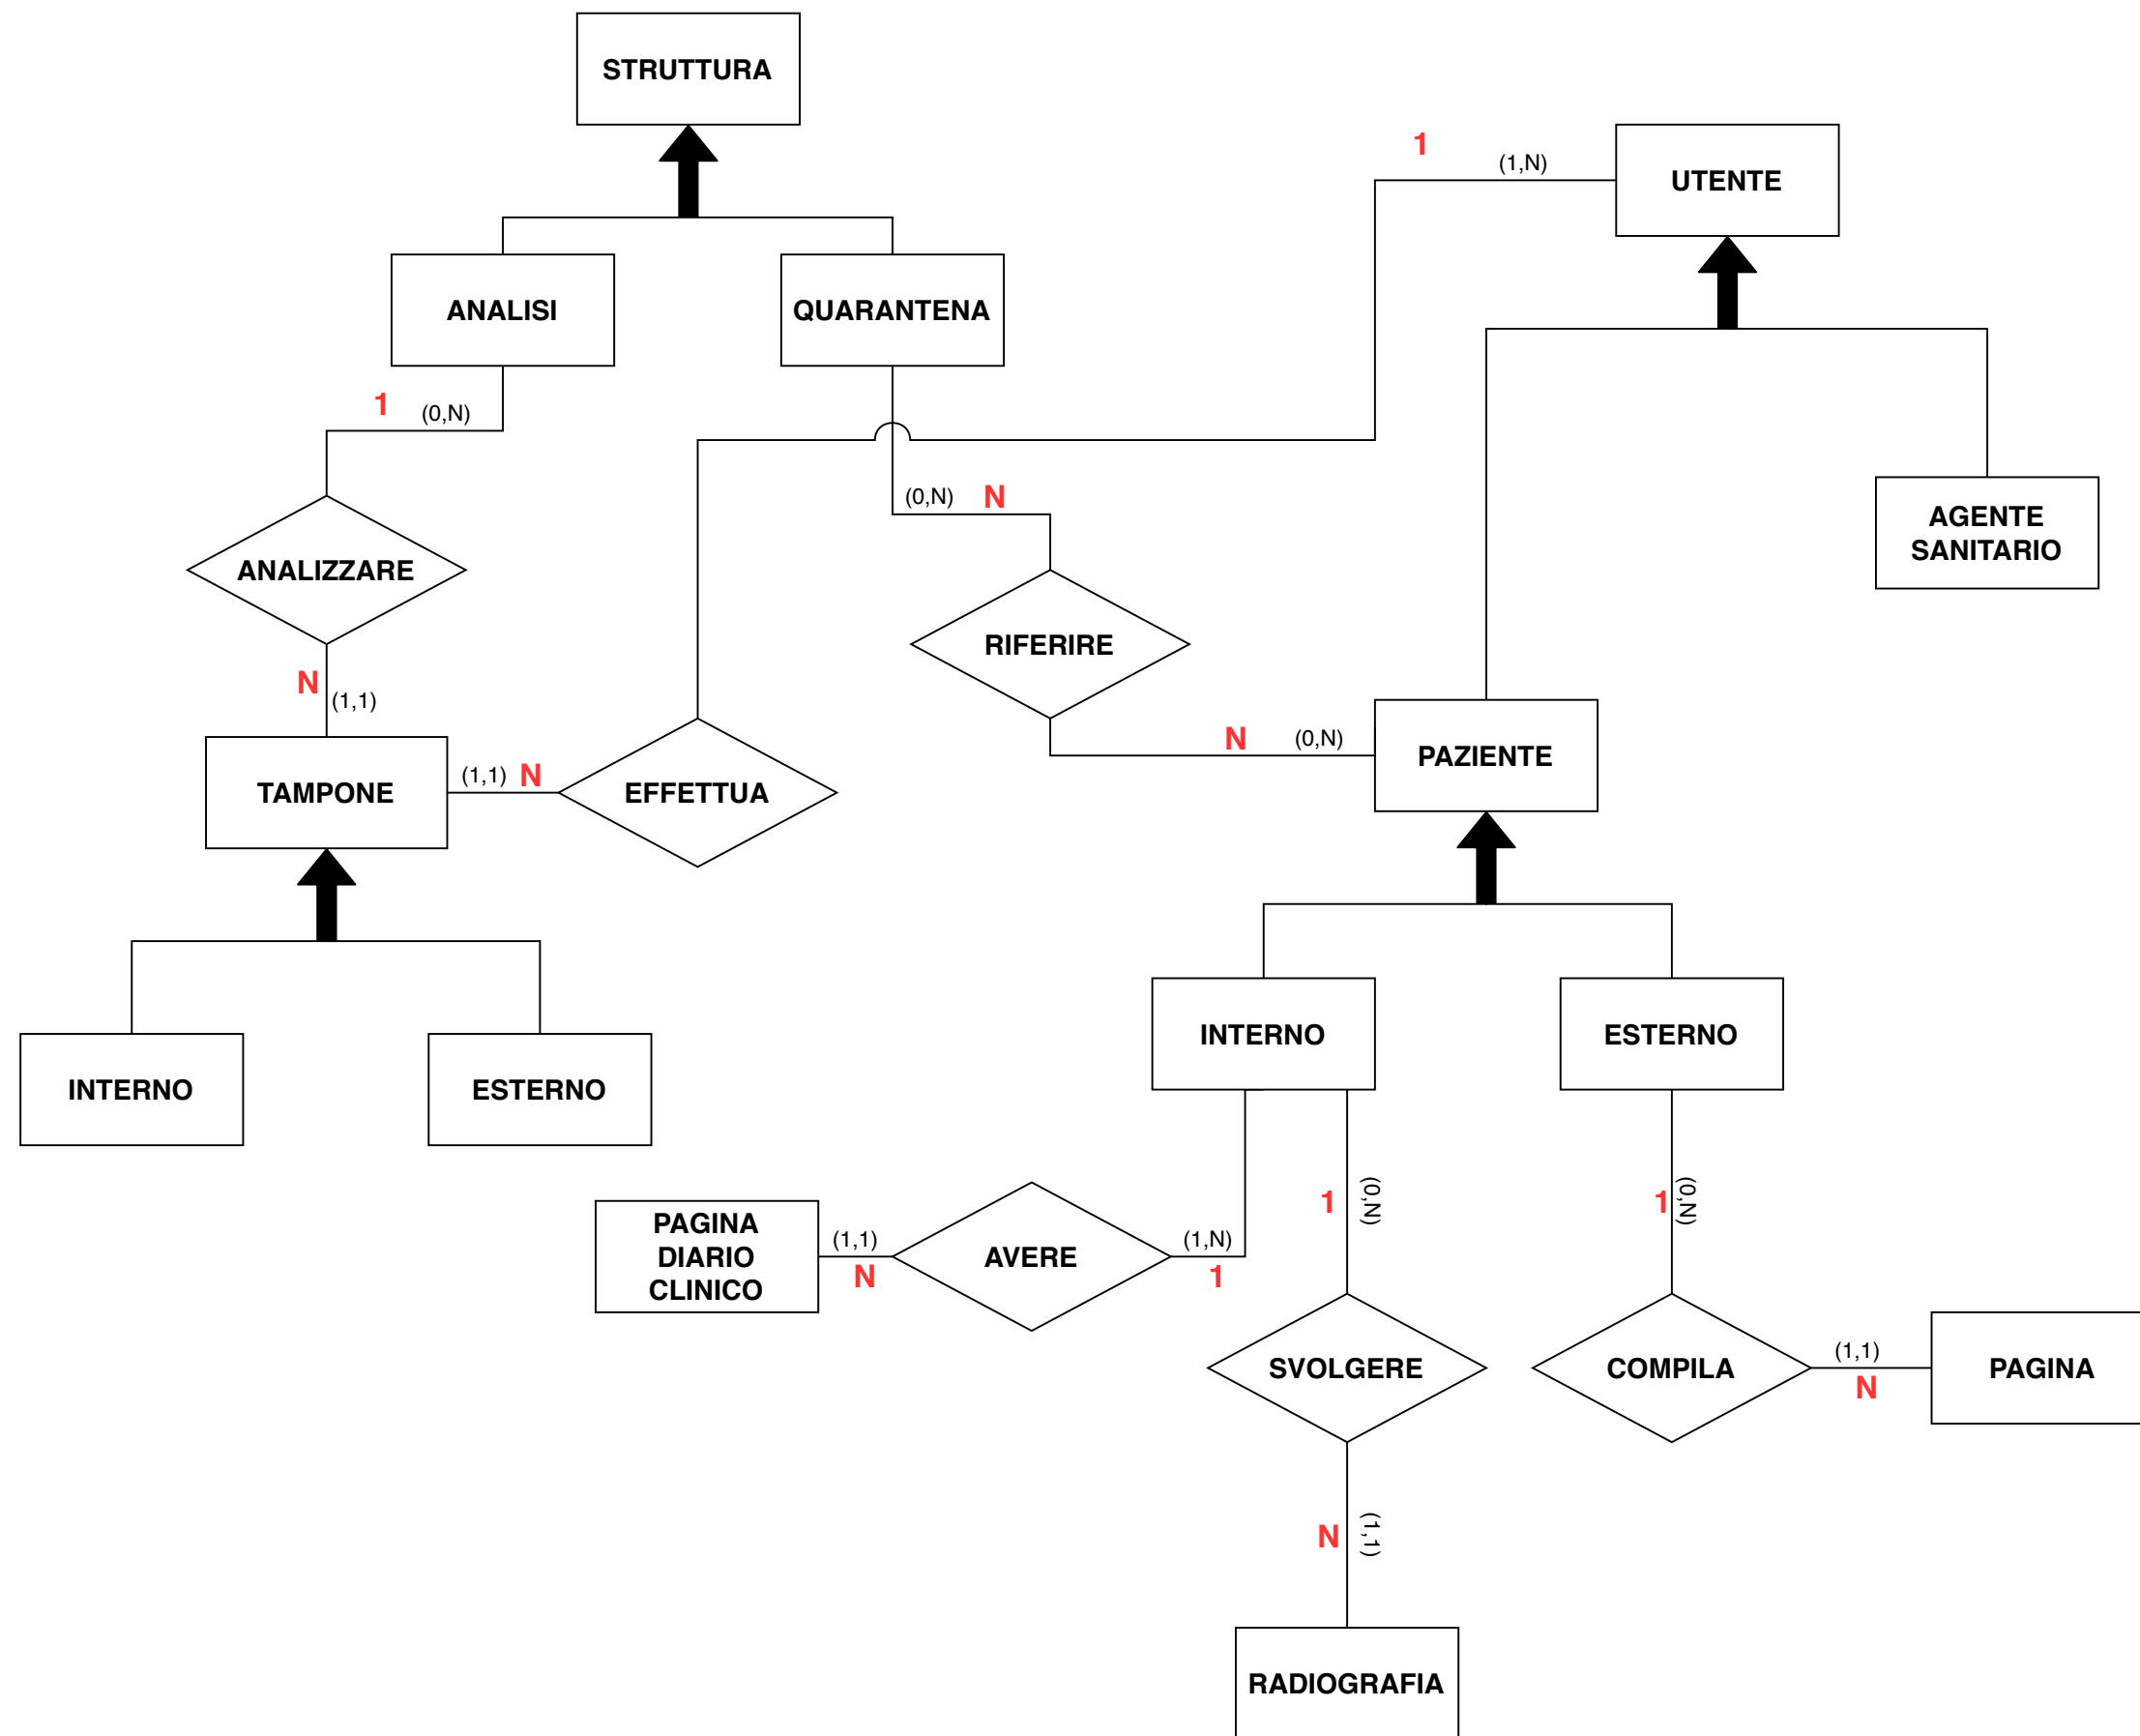 STRUTTURA
1
(1,N)
UTENTE
ANALISI
QUARANTENA
1
(0,N)
(0,N)
N
AGENTE
SANITARIO
ANALIZZARE
RIFERIRE
N
(1,1)
N
(0,N)
PAZIENTE
TAMPONE
(1,1)
N
EFFETTUA
INTERNO
ESTERNO
INTERNO
ESTERNO
1
(0,N)
1
(0,N)
PAGINA
DIARIO
CLINICO
(1,1)
N
AVERE
(1,N)
1
SVOLGERE
COMPILA
(1,1)
N
PAGINA
N
(1,1)
RADIOGRAFIA